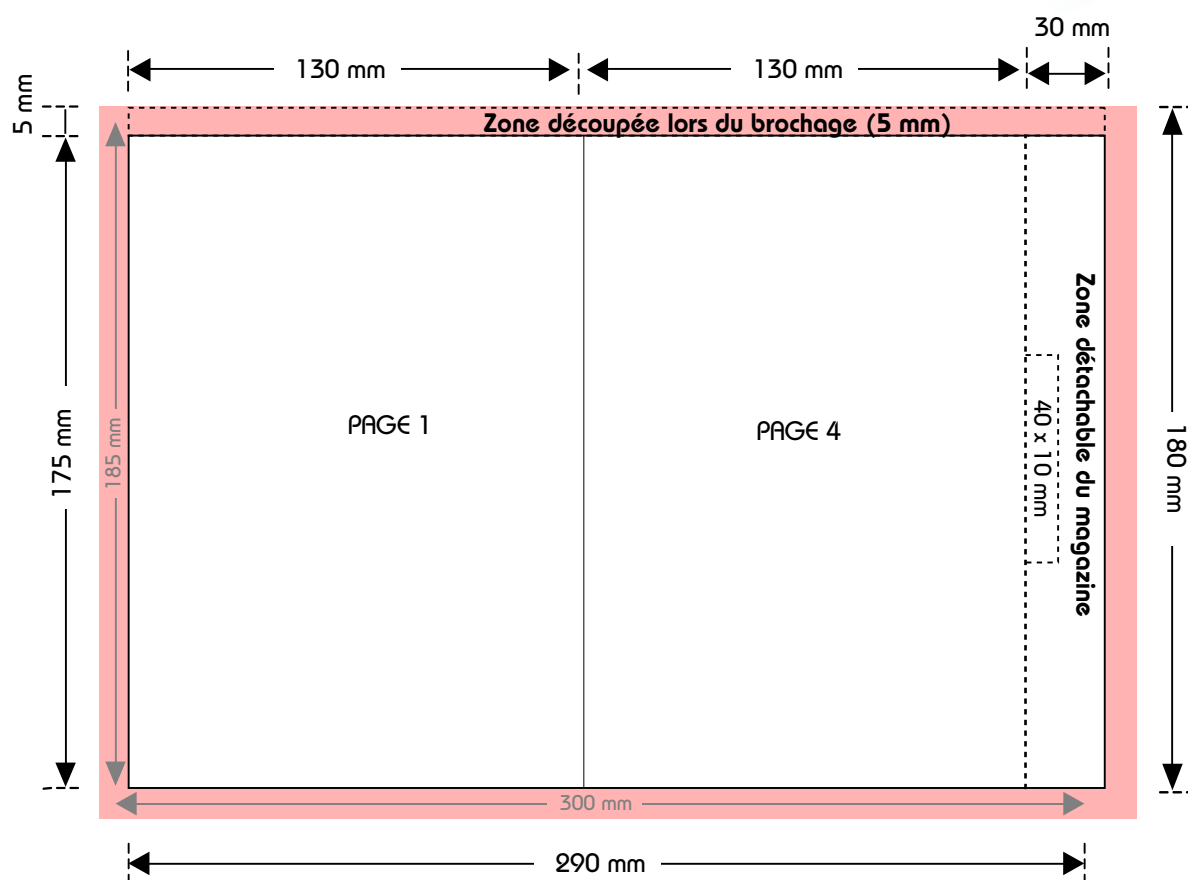 30 mm
130 mm
130 mm
5 mm
Zone découpée lors du brochage (5 mm)
175 mm
185 mm
PAGE 1
PAGE 4
40 x 10 mm
Zone détachable du magazine
180 mm
300 mm
290 mm